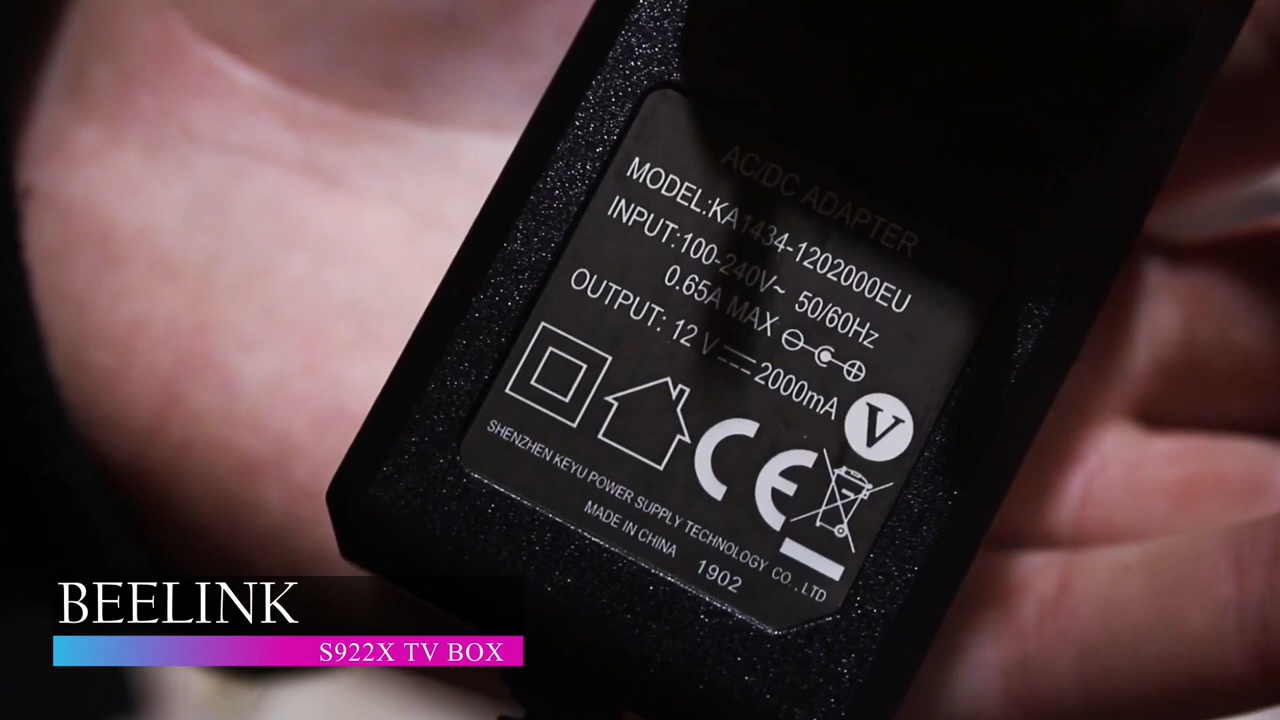 AC/DC ADAPTER
MODEL:KA1434-1202000EU
INPUT:100-240V~ 50/60Hz
0.65A MAX
OUTPUT: 12 V⎓2000mA
V
CE
SHENZHEN KEYU POWER SUPPLY TECHNOLOGY CO.,LTD
MADE IN CHINA
1902
BEELINK
S922X TV BOX